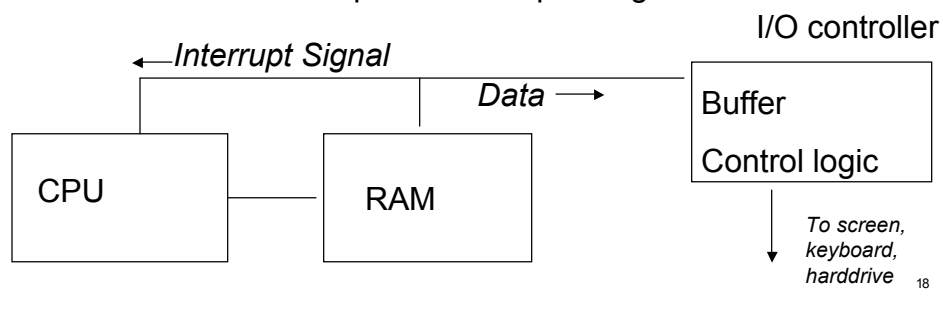 I/O controller
Interrupt Signal
Data
Buffer
Control logic
CPU
RAM
To screen,
keyboard,
harddrive
18